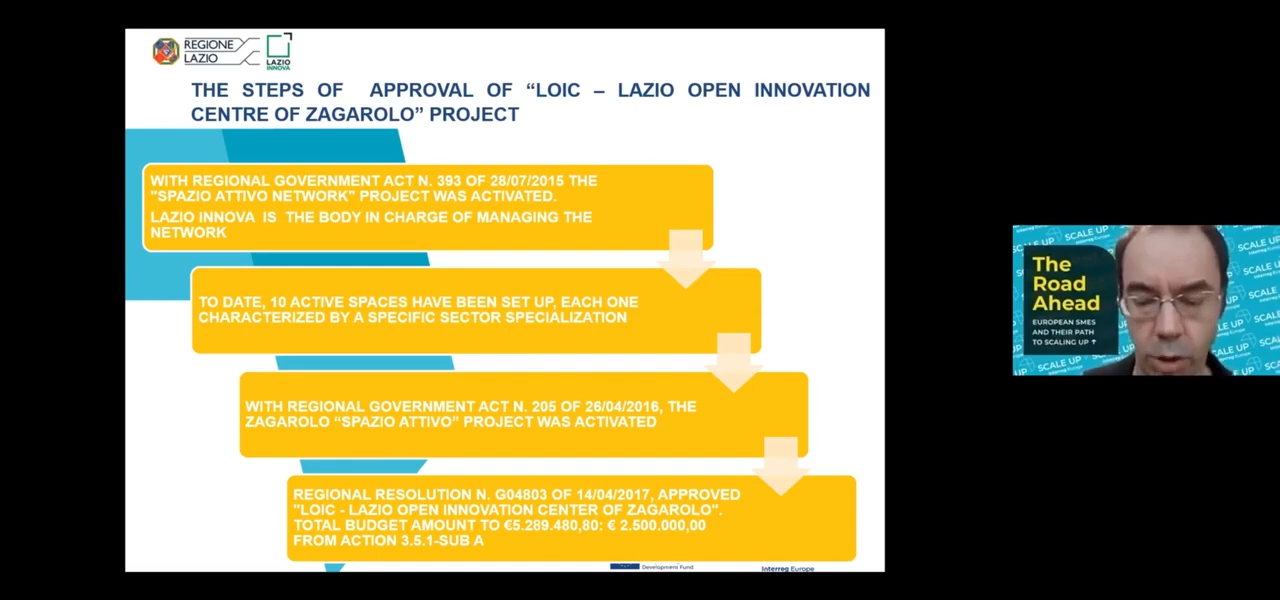 REGIONE
LAZIO
LAZIO
INNOVA
THE STEPS OF APPROVAL OF “LOIC – LAZIO OPEN INNOVATION
CENTRE OF ZAGAROLO” PROJECT
WITH REGIONAL GOVERNMENT ACT N. 393 OF 28/07/2015 THE
"SPAZIO ATTIVO NETWORK" PROJECT WAS ACTIVATED.
LAZIO INNOVA IS THE BODY IN CHARGE OF MANAGING THE
NETWORK
TO DATE, 10 ACTIVE SPACES HAVE BEEN SET UP, EACH ONE
CHARACTERIZED BY A SPECIFIC SECTOR SPECIALIZATION
WITH REGIONAL GOVERNMENT ACT N. 205 OF 26/04/2016, THE
ZAGAROLO “SPAZIO ATTIVO” PROJECT WAS ACTIVATED
REGIONAL RESOLUTION N. G04803 OF 14/04/2017, APPROVED
"LOIC - LAZIO OPEN INNOVATION CENTER OF ZAGAROLO".
TOTAL BUDGET AMOUNT TO €5.289.480,80: € 2.500.000,00
FROM ACTION 3.5.1-SUB A
Development Fund
Interreg Europe
The
Road
Ahead
EUROPEAN SMES
AND THEIR PATH
TO SCALING UP
SCALE UP
Interreg Europe